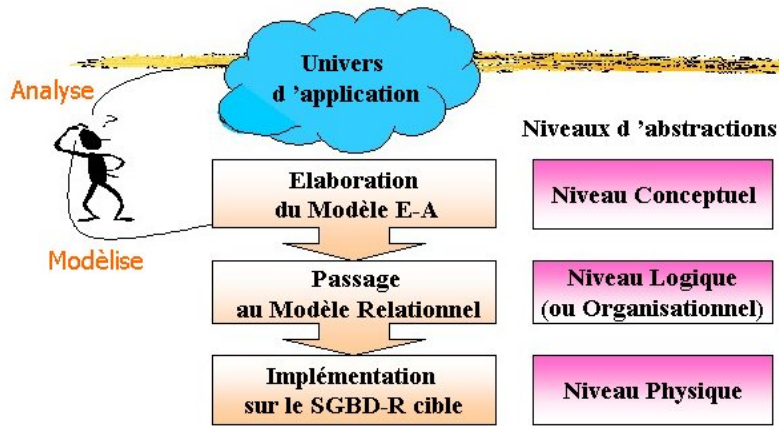 Univers
d 'application
Analyse
Niveaux d 'abstractions
?
Elaboration
du Modèle E-A
Niveau Conceptuel
Modèlise
Passage
au Modèle Relationnel
Niveau Logique
(ou Organisationnel)
Implémentation
sur le SGBD-R cible
Niveau Physique